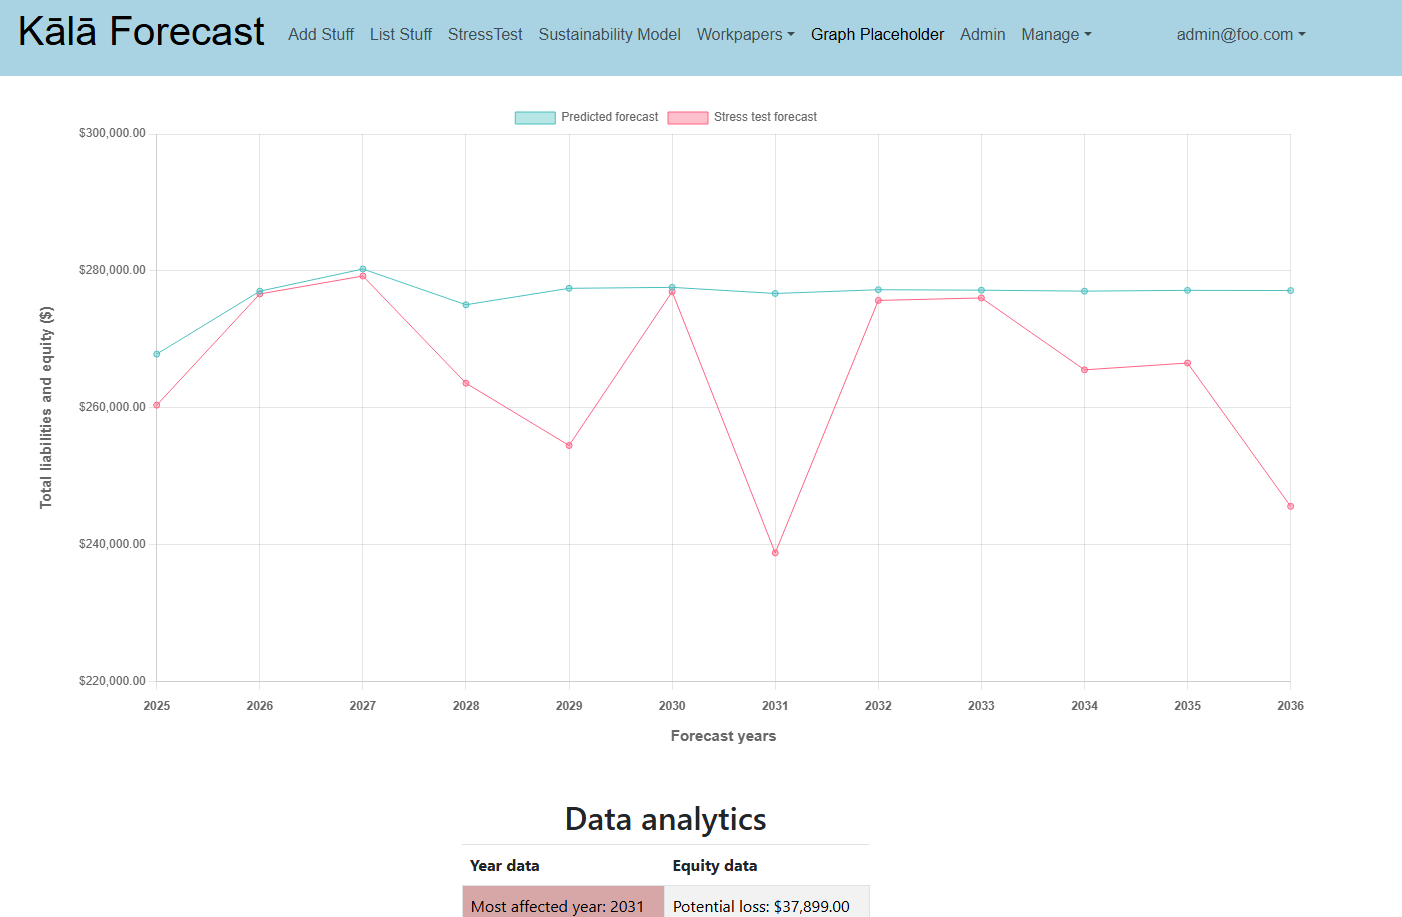 Kālā Forecast Add Stuff List Stuff StressTest Sustainability Model Workpapers Graph Placeholder Admin Manage admin@foo.com
Predicted forecast Stress test forecast
$300,000.00
$280,000.00
$260,000.00
$240,000.00
$220,000.00
Total liabilities and equity ($)
2025 2026 2027 2028 2029 2030 2031 2032 2033 2034 2035 2036
Forecast years
Data analytics
Year data Equity data
Most affected year: 2031 Potential loss: $37,899.00